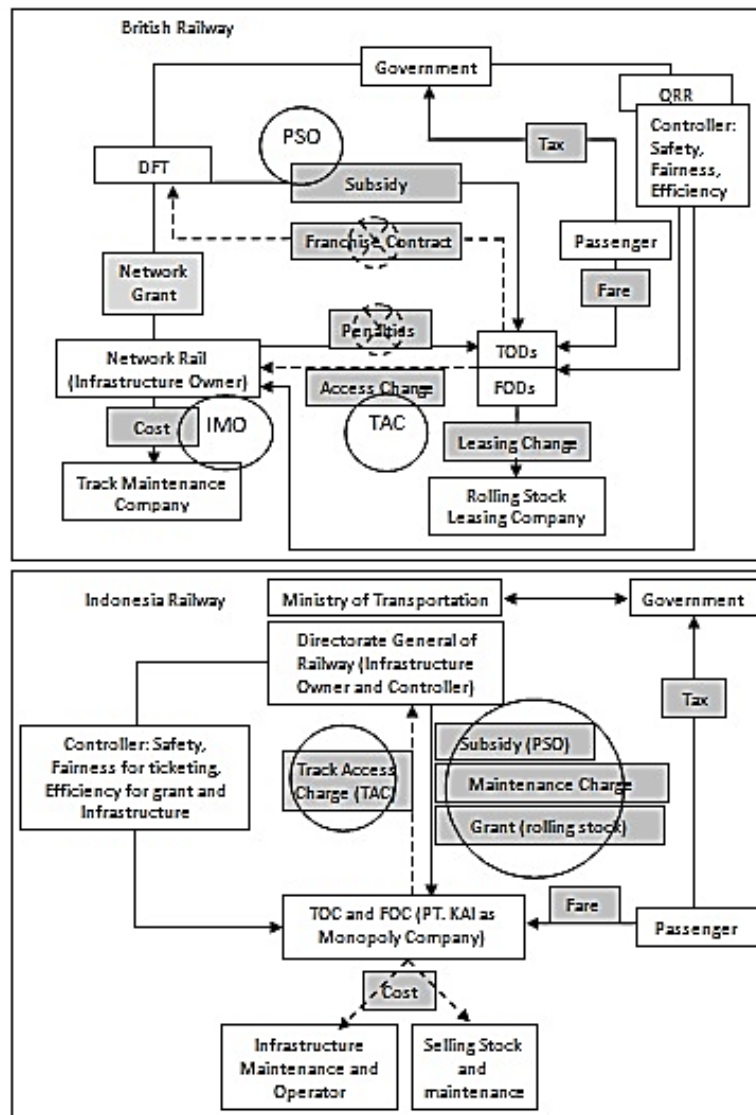 British Railway
Government
QRR
Controller:
Safety,
Fairness,
Efficiency
PSO
Tax
DFT
Subsidy
Franchise Contract
Passenger
Network
Grant
Fare
Penalties
TODs
Network Rail
(Infrastructure Owner)
Access Change
FODs
Cost
IMO
TAC
Leasing Change
Track Maintenance
Company
Rolling Stock
Leasing Company
Indonesia Railway
Ministry of Transportation
Government
Directorate General of
Railway (Infrastructure
Owner and Controller)
Tax
Controller: Safety,
Fairness for ticketing,
Efficiency for grant and
Infrastructure
Track Access
Charge (TAC)
Subsidy (PSO)
Maintenance Charge
Grant (rolling stock)
TOC and FOC (PT. KAI as
Monopoly Company)
Fare
Passenger
Cost
Infrastructure
Maintenance and
Operator
Selling Stock
and
maintenance